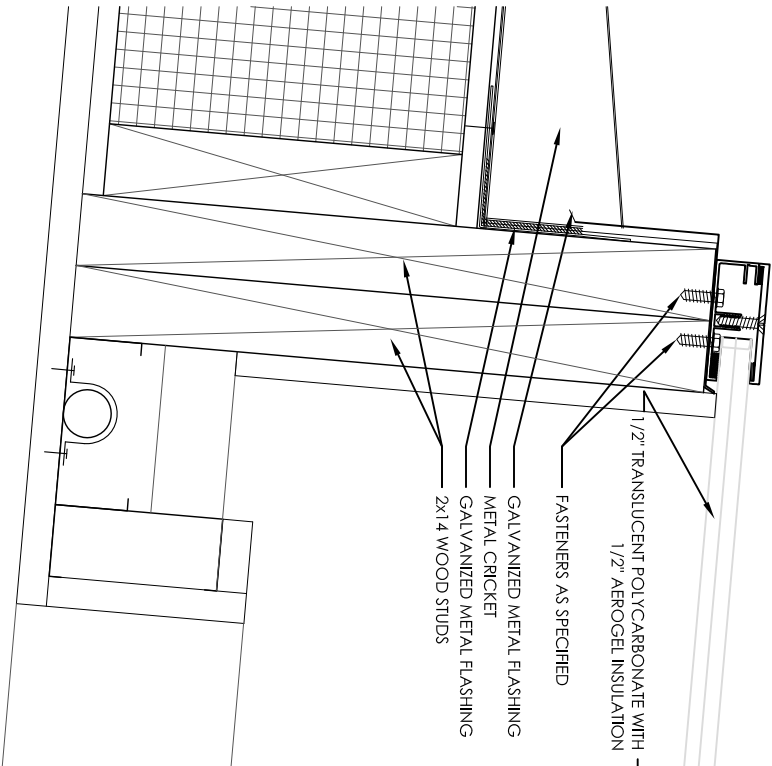 1/2" TRANSLUCENT POLYCARBONATE WITH
1/2" AEROGEL INSULATION
FASTENERS AS SPECIFIED
GALVANIZED METAL FLASHING
METAL CRICKET
GALVANIZED METAL FLASHING
2x14 WOOD STUDS